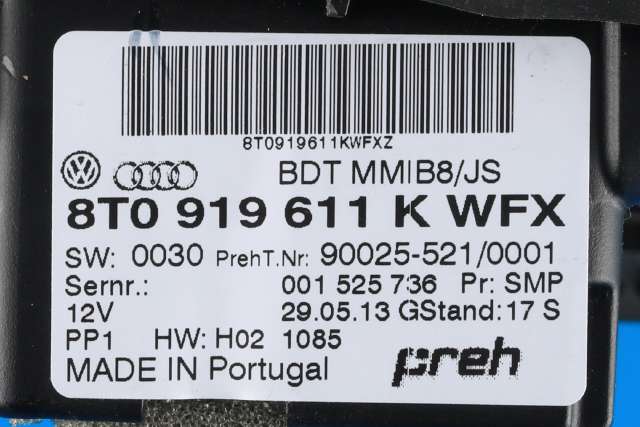 8T0919611KWFXZ
BDT MMIB8/JS
8T0 919 611 K WFX
SW: 0030 PrehT.Nr: 90025-521/0001
Sernr.: 001 525 736 Pr: SMP
12V 29.05.13 GStand: 17 S
PP1 HW: H02 1085
MADE IN Portugal preh